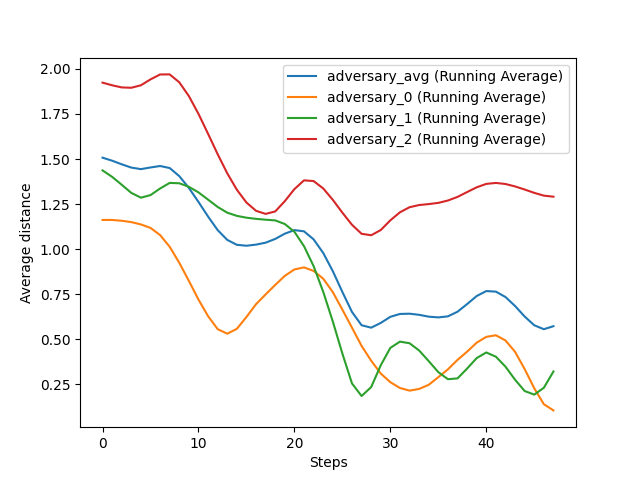 2.00
1.75
1.50
1.25
1.00
0.75
0.50
0.25
Average distance
adversary_avg (Running Average)
adversary_0 (Running Average)
adversary_1 (Running Average)
adversary_2 (Running Average)
0 10 20 30 40
Steps